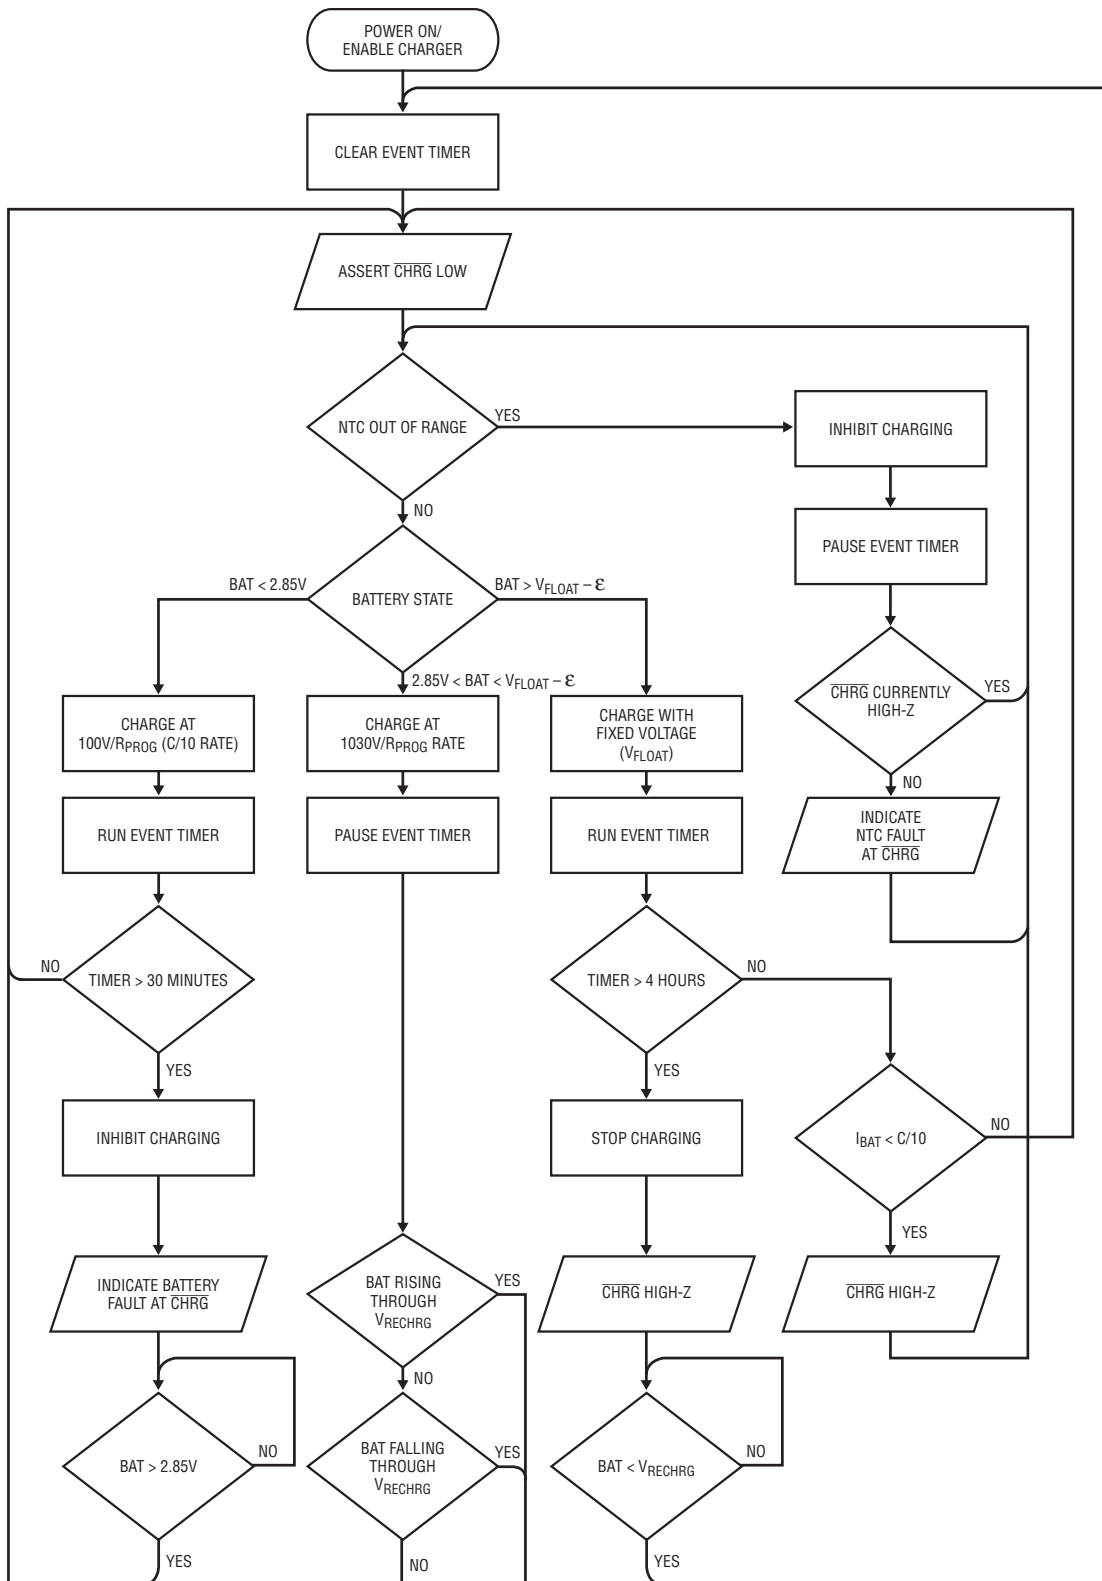 POWER ON/
ENABLE CHARGER
CLEAR EVENT TIMER
ASSERT CHRG LOW
NTC OUT OF RANGE
YES
INHIBIT CHARGING
NO
PAUSE EVENT TIMER
BAT < 2.85V
BATTERY STATE
BAT > VFLOAT – ε
2.85V < BAT < VFLOAT – ε
CHRG CURRENTLY
HIGH-Z
YES
NO
CHARGE AT
100V/RPROG (C/10 RATE)
CHARGE AT
1030V/RPROG RATE
CHARGE WITH
FIXED VOLTAGE
(VFLOAT)
RUN EVENT TIMER
PAUSE EVENT TIMER
RUN EVENT TIMER
INDICATE
NTC FAULT
AT CHRG
NO
TIMER > 30 MINUTES
YES
TIMER > 4 HOURS
NO
YES
INHIBIT CHARGING
STOP CHARGING
IBAT < C/10
NO
YES
INDICATE BATTERY
FAULT AT CHRG
BAT RISING
THROUGH
VRECHRG
YES
NO
CHRG HIGH-Z
CHRG HIGH-Z
BAT > 2.85V
NO
YES
BAT FALLING
THROUGH
VRECHRG
YES
NO
BAT < VRECHRG
NO
YES